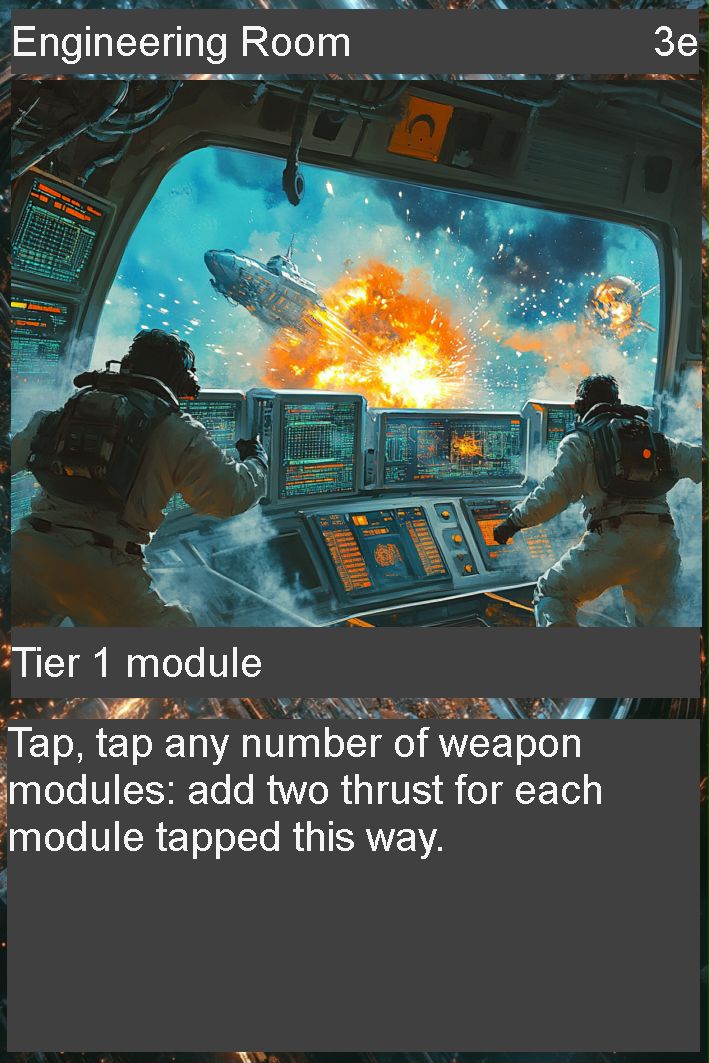 Engineering Room 3e
Tier 1 module
Tap, tap any number of weapon
modules: add two thrust for each
module tapped this way.